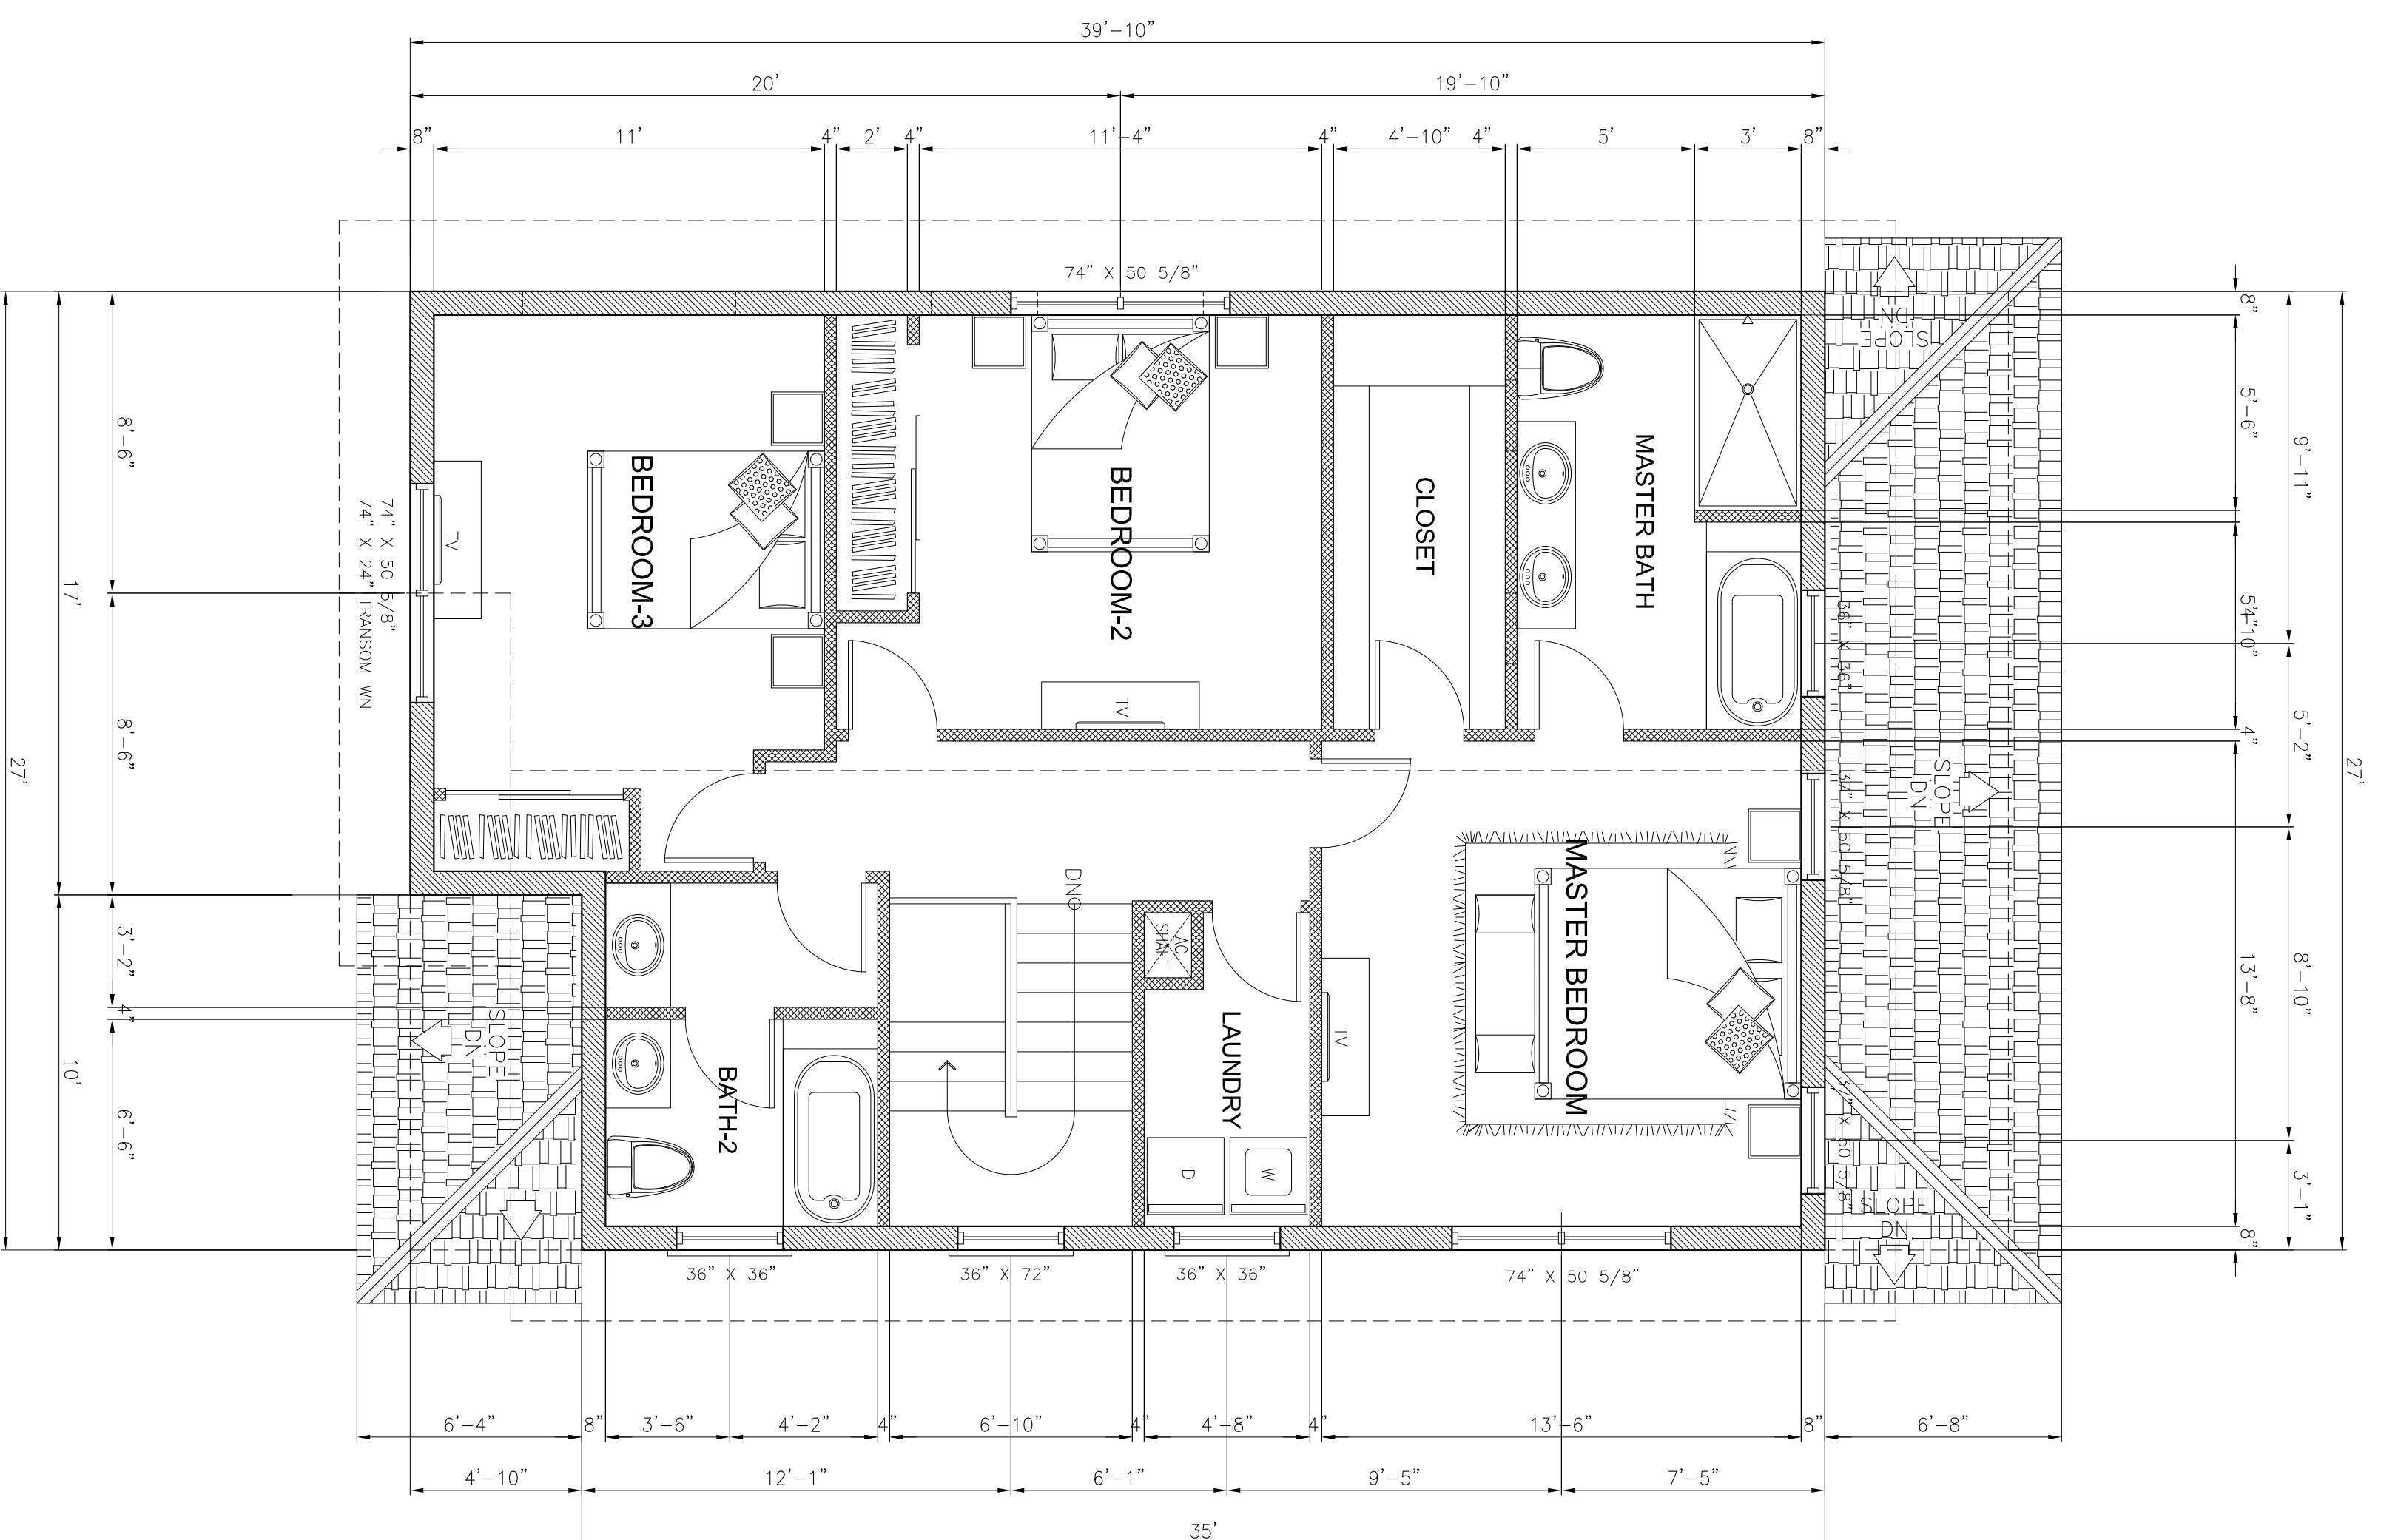 39'-10"
20'
19'-10"
8"
11'
4"
2'
4"
11'-4"
4"
4'-10"
4"
5'
3'
8"
74" X 50 5/8"
DN
SLOPE
8"
5'-6"
9'-11"
8'-6"
MASTER BATH
CLOSET
BEDROOM-2
BEDROOM-3
TV
74" X 50 5/8"
74" X 24" TRANSOM WN
17'
36" X 36"
4'-10"
5'-2"
4"
27'
27'
8'-6"
TV
SLOPE
DN
37" X 50 5/8"
DN
MASTER BEDROOM
AC
SHAFT
3'-2"
4"
SLOPE
DN
10'
6'-6"
LAUNDRY
TV
BATH-2
D
W
13'-8"
8'-10"
37" X 50 5/8"
3'-1"
SLOPE
DN
8"
36" X 36"
36" X 72"
36" X 36"
74" X 50 5/8"
6'-4"
8"
3'-6"
4'-2"
4"
6'-10"
4"
4'-8"
4"
13'-6"
8"
6'-8"
4'-10"
12'-1"
6'-1"
9'-5"
7'-5"
35'